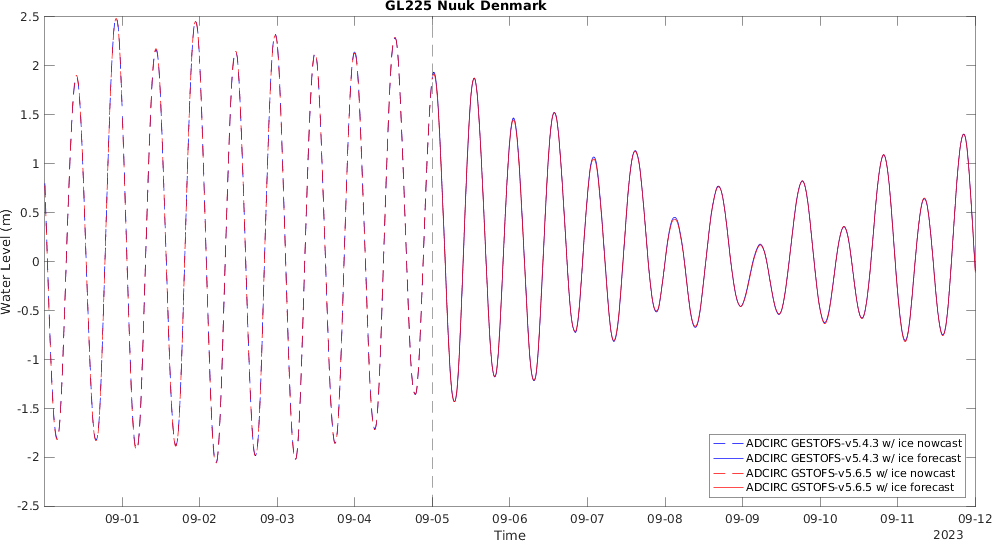 GL225 Nuuk Denmark
2.5
2
1.5
1
0.5
0
-0.5
-1
-1.5
-2
-2.5
Water Level (m)
ADCIRC GESTOFS-v5.4.3 w/ ice nowcast
ADCIRC GESTOFS-v5.4.3 w/ ice forecast
ADCIRC GSTOFS-v5.6.5 w/ ice nowcast
ADCIRC GSTOFS-v5.6.5 w/ ice forecast
09-01 09-02 09-03 09-04 09-05 09-06 09-07 09-08 09-09 09-10 09-11 09-12
Time
2023